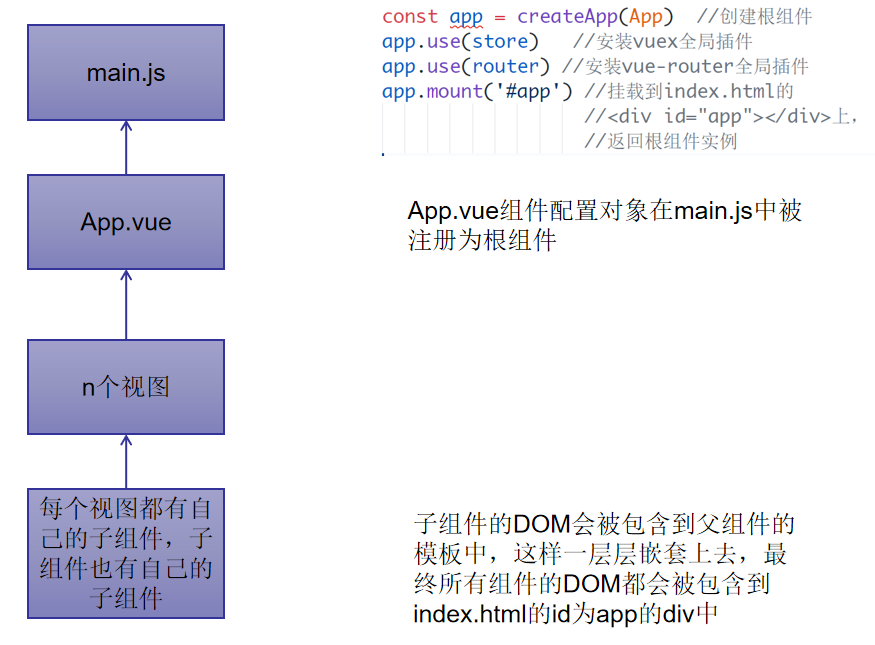 main.js
App.vue
n个视图
每个视图都有自
己的子组件，子
组件也有自己的
子组件
const app = createApp(App)  //创建根组件
app.use(store)   //安装vuex全局插件
app.use(router) //安装vue-router全局插件
app.mount('#app') //挂载到index.html的
//<div id="app"></div>上，
//返回根组件实例
App.vue组件配置对象在main.js中被
注册为根组件
子组件的DOM会被包含到父组件的
模板中，这样一层层嵌套上去，最
终所有组件的DOM都会被包含到
index.html的id为app的div中